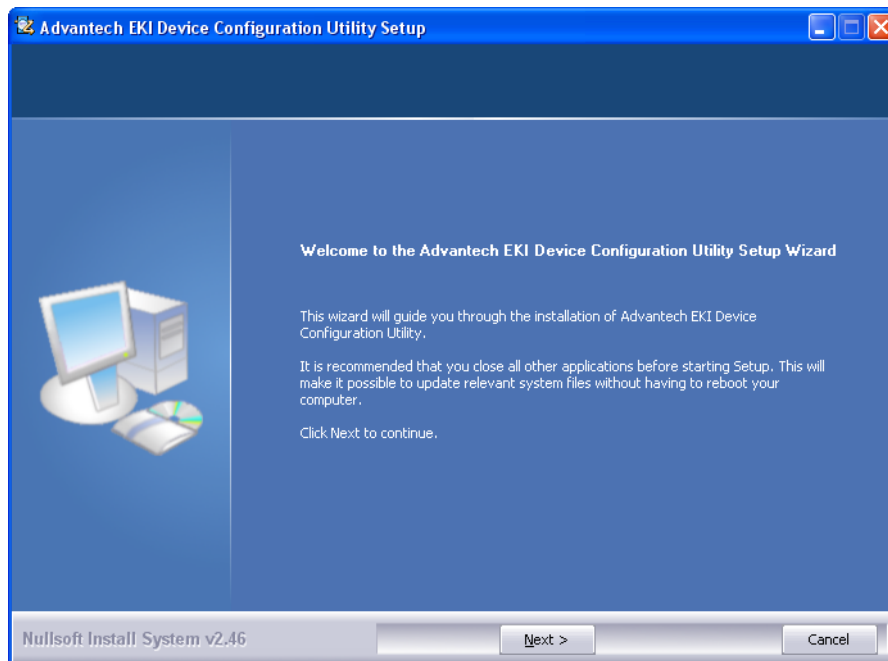 Advantech EKI Device Configuration Utility Setup
Welcome to the Advantech EKI Device Configuration Utility Setup Wizard
This wizard will guide you through the installation of Advantech EKI Device
Configuration Utility.
It is recommended that you close all other applications before starting Setup. This will
make it possible to update relevant system files without having to reboot your
computer.
Click Next to continue.
Nullsoft Install System v2.46
Next >
Cancel